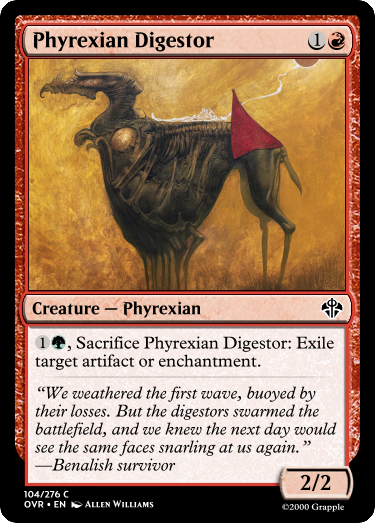 Phyrexian Digestor 1
Creature — Phyrexian
1, Sacrifice Phyrexian Digestor: Exile
target artifact or enchantment.
“We weathered the first wave, buoyed by
their losses. But the digestors swarmed the
battlefield, and we knew the next day would
see the same faces snarling at us again.”
—Benalish survivor
2/2
104/276 C
OVR • EN Allen Williams
©2000 Grapple